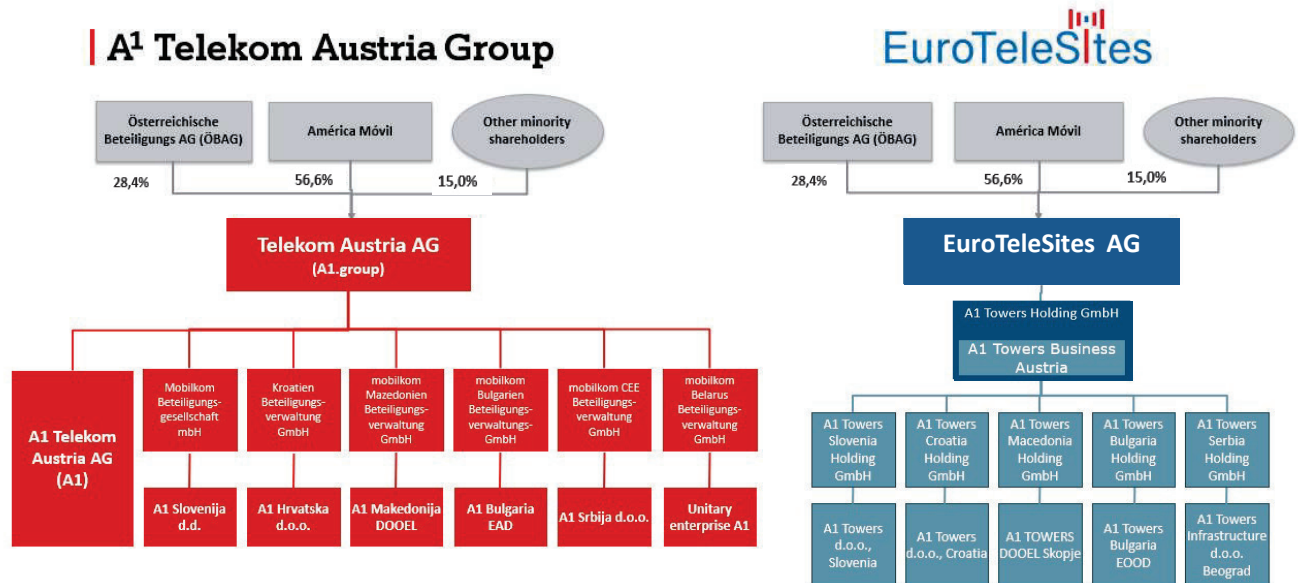 A¹ Telekom Austria Group
Österreichische
Beteiligungs AG (ÖBAG)
América Móvil
Other minority
shareholders
28,4%
56,6%
15,0%
Telekom Austria AG
(A1.group)
A1 Telekom
Austria AG
(A1)
Mobilkom
Beteiligungs-
gesellschaft
mbH
Kroatien
Beteiligungs-
verwaltung
GmbH
mobilkom
Mazedonien
Beteiligungs-
verwaltung
GmbH
mobilkom
Bulgarien
Beteiligungs-
verwaltungs-
GmbH
mobilkom CEE
Beteiligungs-
verwaltung
GmbH
mobilkom
Belarus
Beteiligungs-
verwaltung
GmbH
A1 Slovenija
d.d.
A1 Hrvatska
d.o.o.
A1 Makedonija
DOOEL
A1 Bulgaria
EAD
A1 Srbija d.o.o.
Unitary
enterprise A1
EuroTeleSites
Österreichische
Beteiligungs AG (ÖBAG)
América Móvil
Other minority
shareholders
28,4%
56,6%
15,0%
EuroTeleSites AG
A1 Towers Holding GmbH
A1 Towers Business
Austria
A1 Towers
Slovenia
Holding
GmbH
A1 Towers
Croatia
Holding
GmbH
A1 Towers
Macedonia
Holding
GmbH
A1 Towers
Bulgaria
Holding
GmbH
A1 Towers
Serbia
Holding
GmbH
A1 Towers
d.o.o.,
Slovenia
A1 Towers
d.o.o., Croatia
A1 TOWERS
DOOEL Skopje
A1 Towers
Bulgaria
EOOD
A1 Towers
Infrastructure
d.o.o.
Beograd